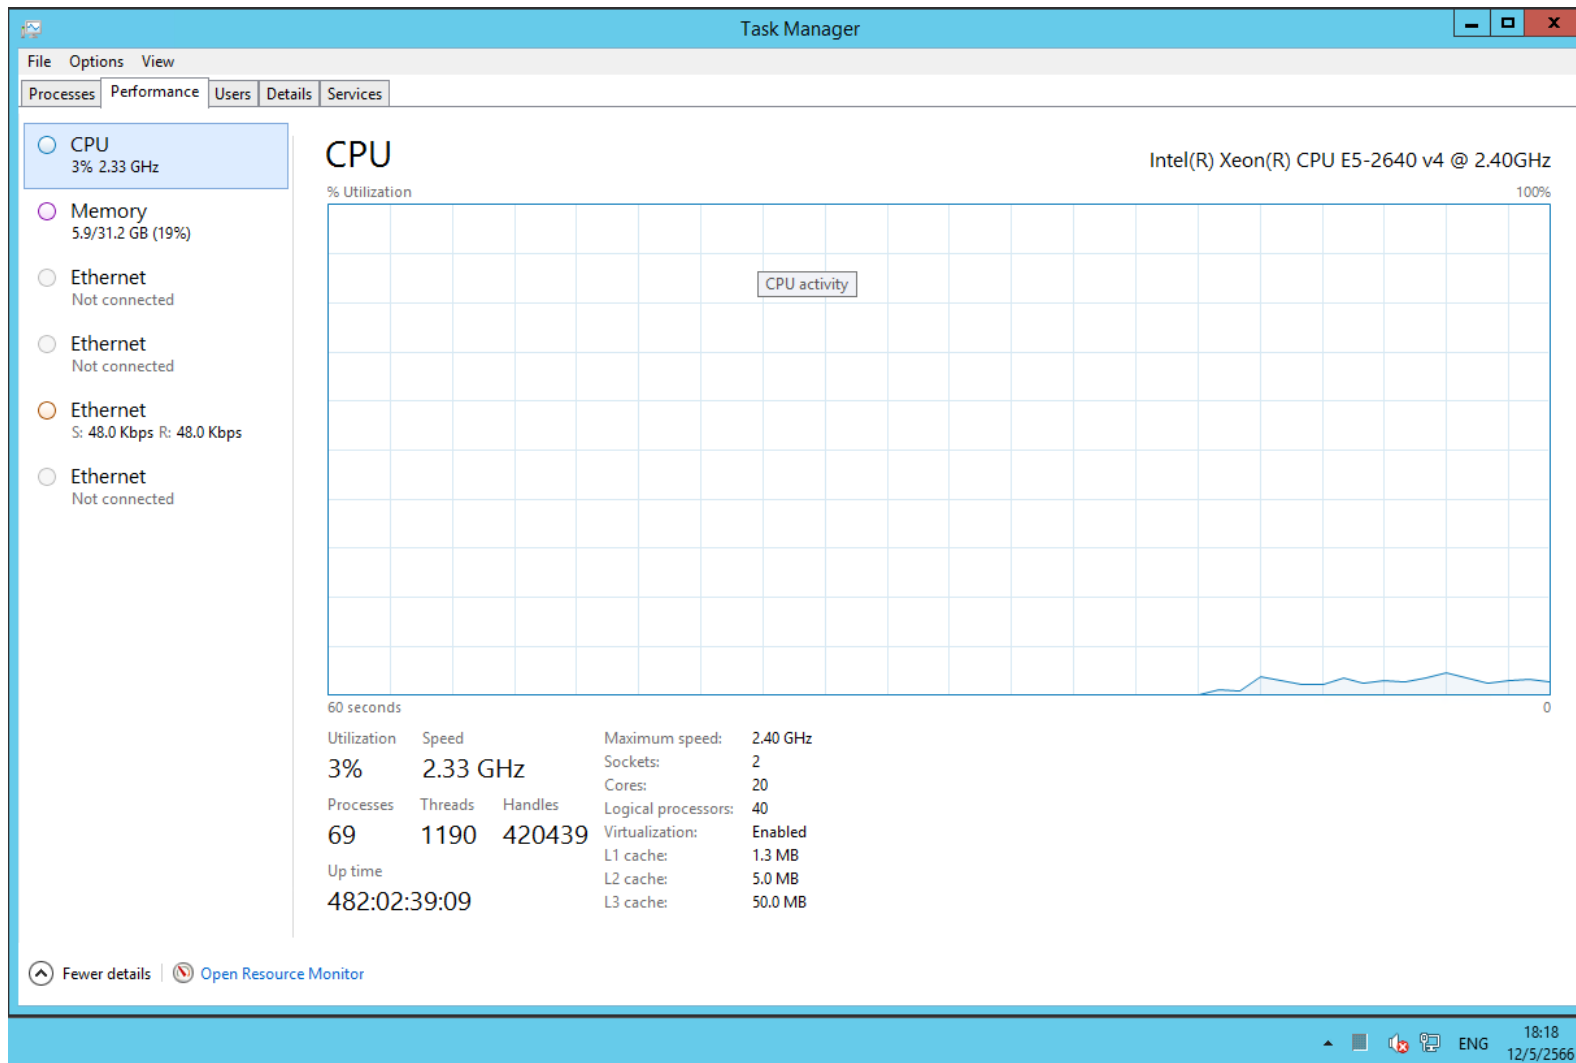 Task Manager
File Options View
Processes Performance Users Details Services
CPU
3% 2.33 GHz
Memory
5.9/31.2 GB (19%)
Ethernet
Not connected
Ethernet
Not connected
Ethernet
S: 48.0 Kbps R: 48.0 Kbps
Ethernet
Not connected
CPU
Intel(R) Xeon(R) CPU E5-2640 v4 @ 2.40GHz
% Utilization 100%
CPU activity
60 seconds 0
Utilization Speed
3% 2.33 GHz
Processes Threads Handles
69 1190 420439
Up time
482:02:39:09
Maximum speed: 2.40 GHz
Sockets: 2
Cores: 20
Logical processors: 40
Virtualization: Enabled
L1 cache: 1.3 MB
L2 cache: 5.0 MB
L3 cache: 50.0 MB
Fewer details Open Resource Monitor
ENG
18:18
12/5/2566